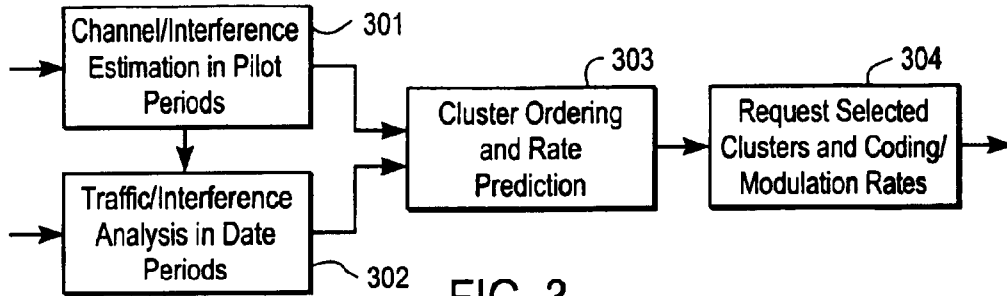 Channel/Interference
Estimation in Pilot
Periods
301
Traffic/Interference
Analysis in Date
Periods
302
Cluster Ordering
and Rate
Prediction
303
Request Selected
Clusters and Coding/
Modulation Rates
304
FIG. 3